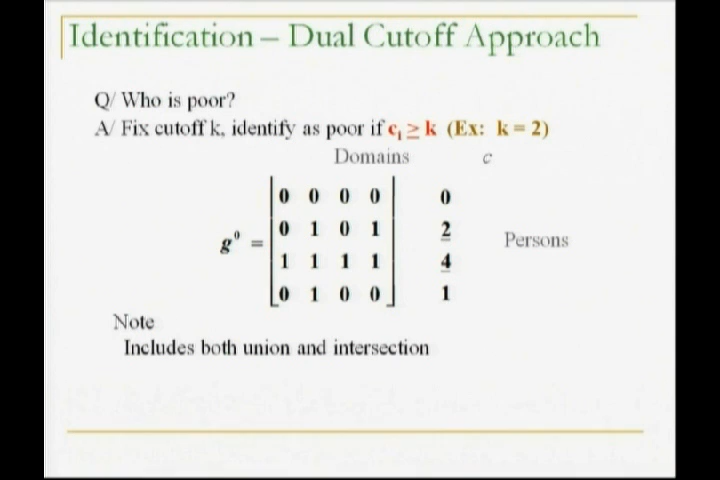 Identification – Dual Cutoff Approach
Q/ Who is poor?
A/ Fix cutoff k, identify as poor if cᵢ ≥ k (Ex: k = 2)
Domains c
0 0 0 0 0
0 1 0 1 2
g⁰ = Persons
1 1 1 1 4
0 1 0 0 1
Note
Includes both union and intersection